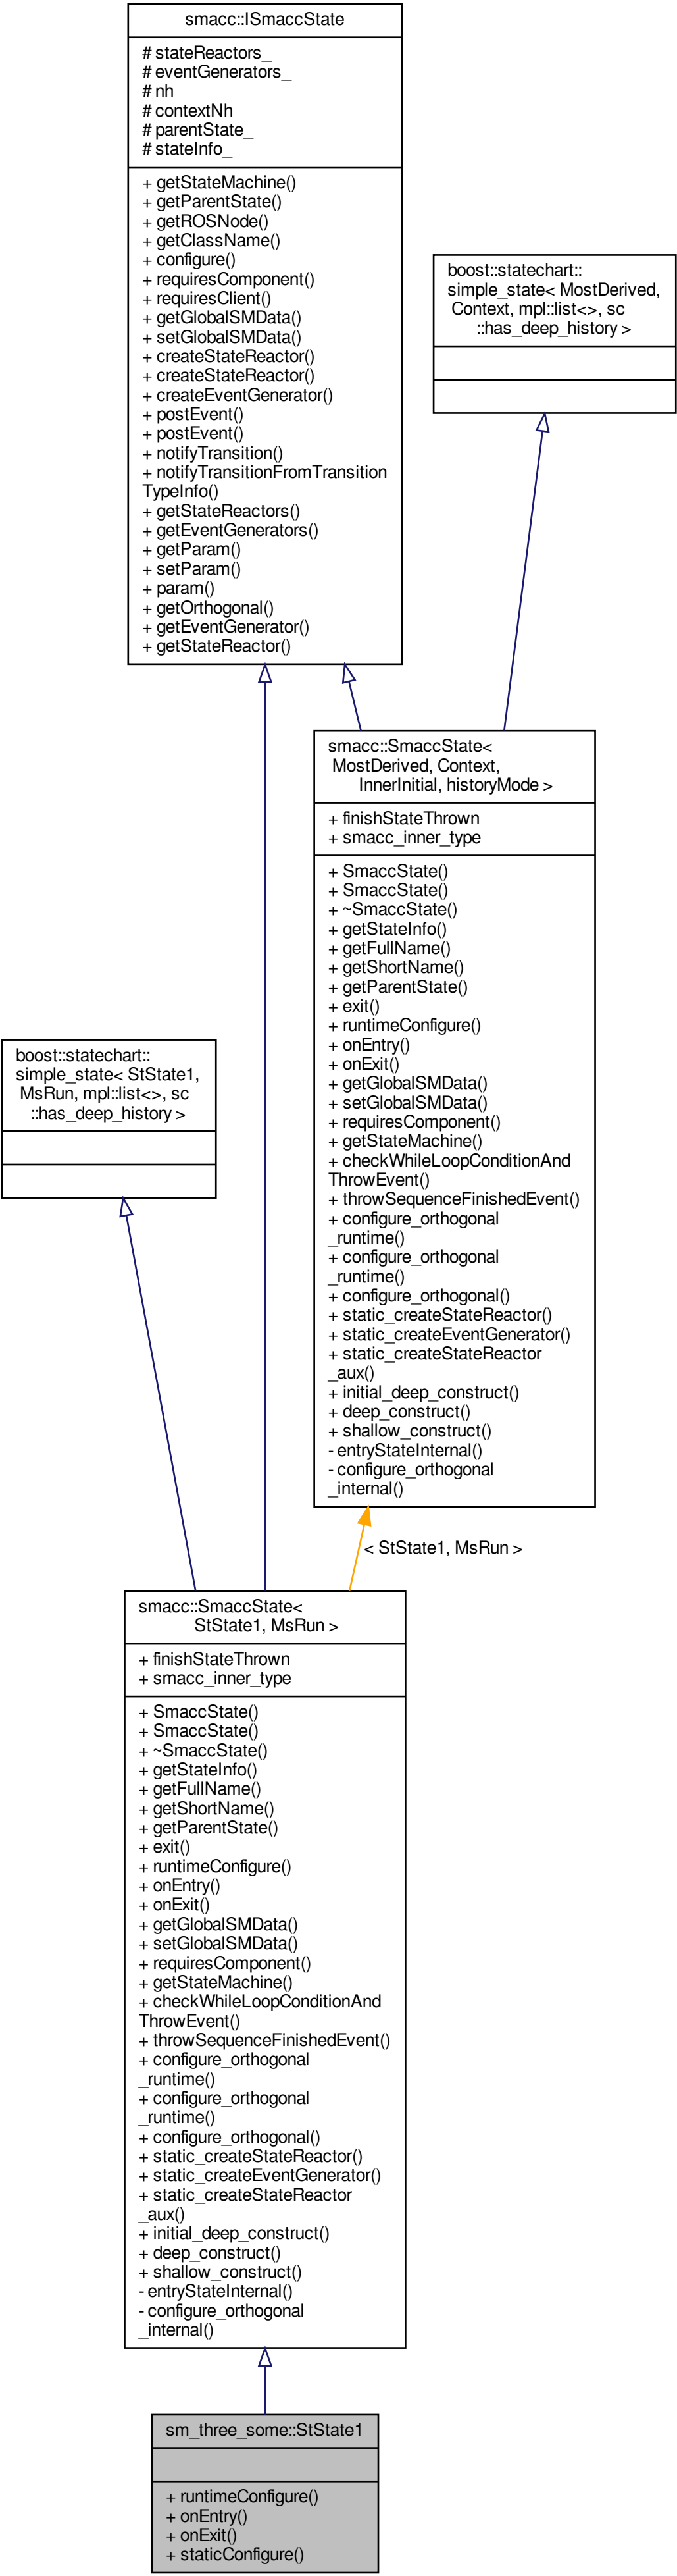 smacc::ISmaccState
# stateReactors_
# eventGenerators_
# nh
# contextNh
# parentState_
# stateInfo_
+ getStateMachine()
+ getParentState()
+ getROSNode()
+ getClassName()
+ configure()
+ requiresComponent()
+ requiresClient()
+ getGlobalSMData()
+ setGlobalSMData()
+ createStateReactor()
+ createStateReactor()
+ createEventGenerator()
+ postEvent()
+ postEvent()
+ notifyTransition()
+ notifyTransitionFromTransition
TypeInfo()
+ getStateReactors()
+ getEventGenerators()
+ getParam()
+ setParam()
+ param()
+ getOrthogonal()
+ getEventGenerator()
+ getStateReactor()
boost::statechart::
simple_state< MostDerived,
Context, mpl::list<>, sc
::has_deep_history >
smacc::SmaccState<
MostDerived, Context,
InnerInitial, historyMode >
+ finishStateThrown
+ smacc_inner_type
+ SmaccState()
+ SmaccState()
+ ~SmaccState()
+ getStateInfo()
+ getFullName()
+ getShortName()
+ getParentState()
+ exit()
+ runtimeConfigure()
+ onEntry()
+ onExit()
+ getGlobalSMData()
+ setGlobalSMData()
+ requiresComponent()
+ getStateMachine()
+ checkWhileLoopConditionAnd
ThrowEvent()
+ throwSequenceFinishedEvent()
+ configure_orthogonal
_runtime()
+ configure_orthogonal
_runtime()
+ configure_orthogonal()
+ static_createStateReactor()
+ static_createEventGenerator()
+ static_createStateReactor
_aux()
+ initial_deep_construct()
+ deep_construct()
+ shallow_construct()
- entryStateInternal()
- configure_orthogonal
_internal()
boost::statechart::
simple_state< StState1,
MsRun, mpl::list<>, sc
::has_deep_history >
< StState1, MsRun >
smacc::SmaccState<
StState1, MsRun >
+ finishStateThrown
+ smacc_inner_type
+ SmaccState()
+ SmaccState()
+ ~SmaccState()
+ getStateInfo()
+ getFullName()
+ getShortName()
+ getParentState()
+ exit()
+ runtimeConfigure()
+ onEntry()
+ onExit()
+ getGlobalSMData()
+ setGlobalSMData()
+ requiresComponent()
+ getStateMachine()
+ checkWhileLoopConditionAnd
ThrowEvent()
+ throwSequenceFinishedEvent()
+ configure_orthogonal
_runtime()
+ configure_orthogonal
_runtime()
+ configure_orthogonal()
+ static_createStateReactor()
+ static_createEventGenerator()
+ static_createStateReactor
_aux()
+ initial_deep_construct()
+ deep_construct()
+ shallow_construct()
- entryStateInternal()
- configure_orthogonal
_internal()
sm_three_some::StState1
+ runtimeConfigure()
+ onEntry()
+ onExit()
+ staticConfigure()